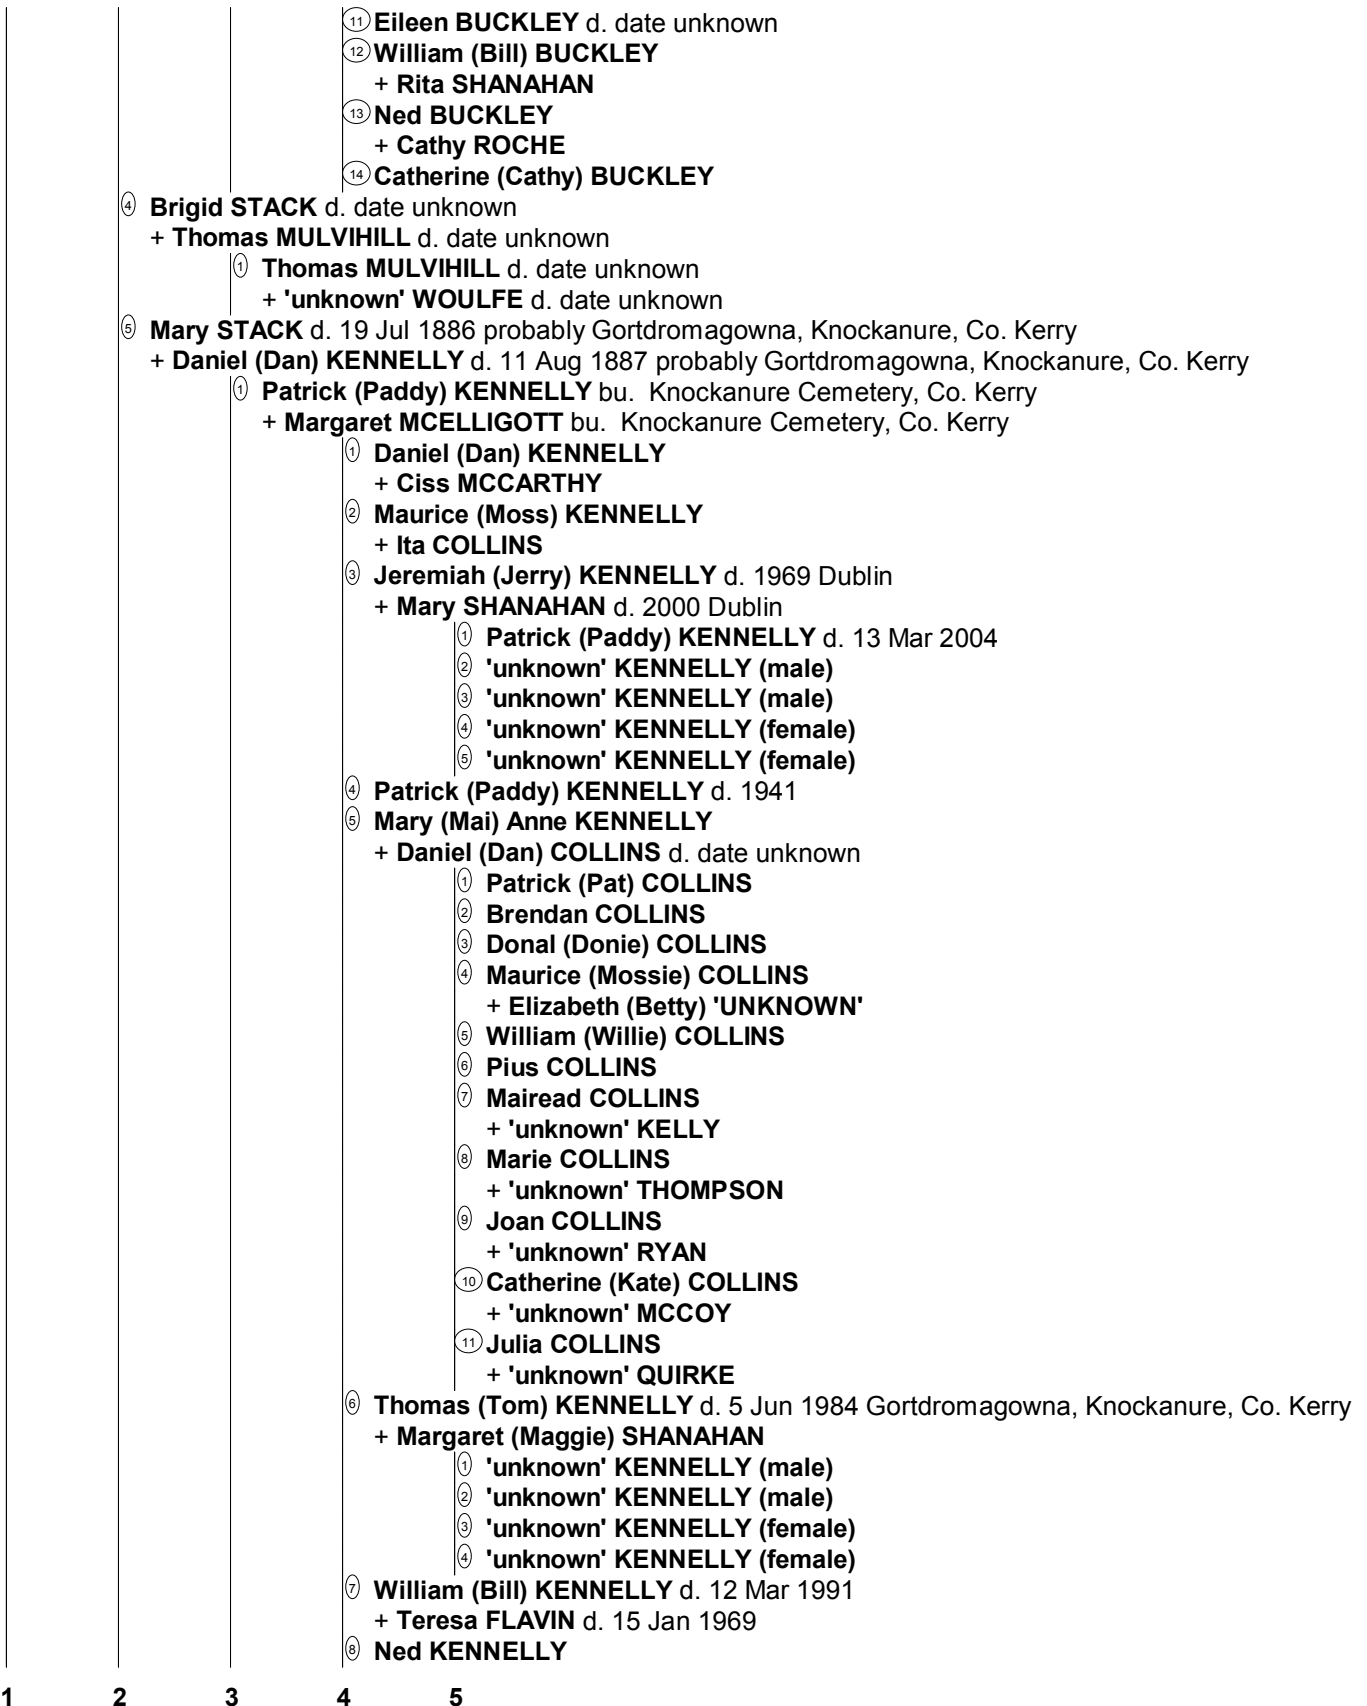 11 Eileen BUCKLEY d. date unknown
12 William (Bill) BUCKLEY
+ Rita SHANAHAN
13 Ned BUCKLEY
+ Cathy ROCHE
14 Catherine (Cathy) BUCKLEY
4 Brigid STACK d. date unknown
+ Thomas MULVIHILL d. date unknown
1 Thomas MULVIHILL d. date unknown
+ 'unknown' WOULFE d. date unknown
5 Mary STACK d. 19 Jul 1886 probably Gortdromagowna, Knockanure, Co. Kerry
+ Daniel (Dan) KENNELLY d. 11 Aug 1887 probably Gortdromagowna, Knockanure, Co. Kerry
1 Patrick (Paddy) KENNELLY bu. Knockanure Cemetery, Co. Kerry
+ Margaret MCELLIGOTT bu. Knockanure Cemetery, Co. Kerry
1 Daniel (Dan) KENNELLY
+ Ciss MCCARTHY
2 Maurice (Moss) KENNELLY
+ Ita COLLINS
3 Jeremiah (Jerry) KENNELLY d. 1969 Dublin
+ Mary SHANAHAN d. 2000 Dublin
1 Patrick (Paddy) KENNELLY d. 13 Mar 2004
2 'unknown' KENNELLY (male)
3 'unknown' KENNELLY (male)
4 'unknown' KENNELLY (female)
5 'unknown' KENNELLY (female)
4 Patrick (Paddy) KENNELLY d. 1941
5 Mary (Mai) Anne KENNELLY
+ Daniel (Dan) COLLINS d. date unknown
1 Patrick (Pat) COLLINS
2 Brendan COLLINS
3 Donal (Donie) COLLINS
4 Maurice (Mossie) COLLINS
+ Elizabeth (Betty) 'UNKNOWN'
5 William (Willie) COLLINS
6 Pius COLLINS
7 Mairead COLLINS
+ 'unknown' KELLY
8 Marie COLLINS
+ 'unknown' THOMPSON
9 Joan COLLINS
+ 'unknown' RYAN
10 Catherine (Kate) COLLINS
+ 'unknown' MCCOY
11 Julia COLLINS
+ 'unknown' QUIRKE
6 Thomas (Tom) KENNELLY d. 5 Jun 1984 Gortdromagowna, Knockanure, Co. Kerry
+ Margaret (Maggie) SHANAHAN
1 'unknown' KENNELLY (male)
2 'unknown' KENNELLY (male)
3 'unknown' KENNELLY (female)
4 'unknown' KENNELLY (female)
7 William (Bill) KENNELLY d. 12 Mar 1991
+ Teresa FLAVIN d. 15 Jan 1969
8 Ned KENNELLY
1 2 3 4 5